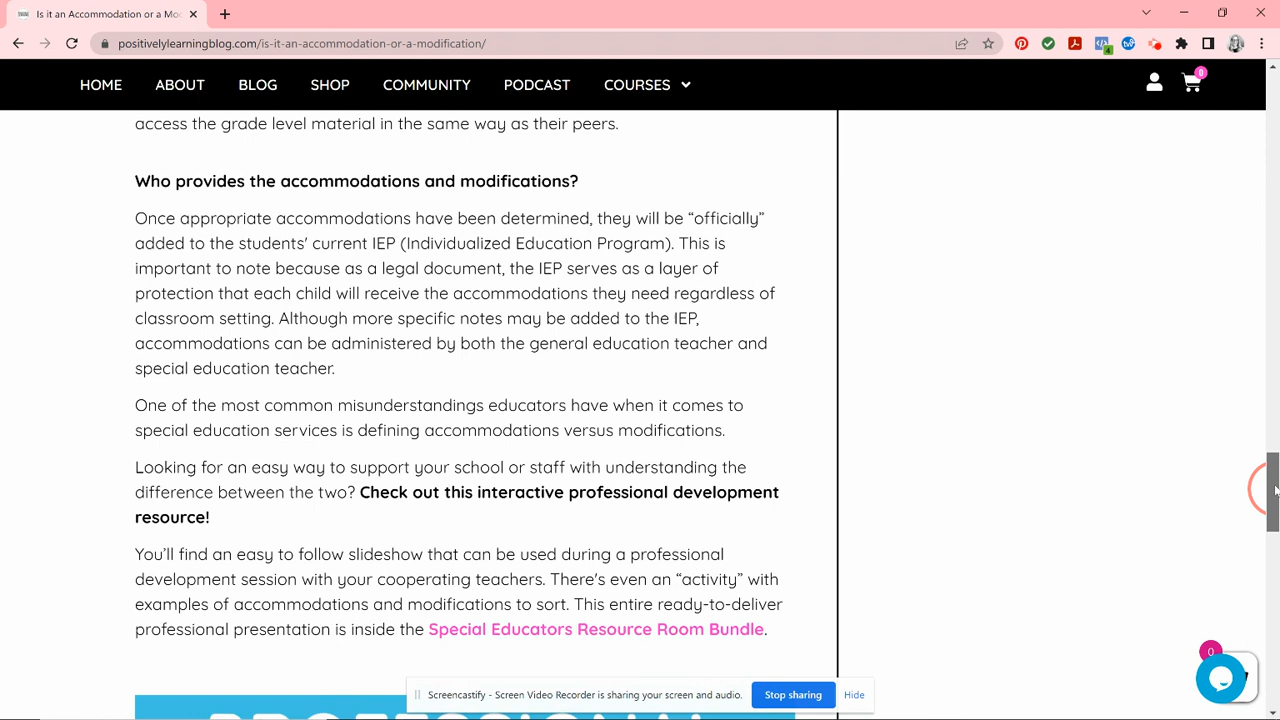 Is it an Accommodation or a Mo
positivelylearningblog.com/is-it-an-accommodation-or-a-modification/
4
HOME ABOUT BLOG SHOP COMMUNITY PODCAST COURSES
0
access the grade level material in the same way as their peers.
Who provides the accommodations and modifications?
Once appropriate accommodations have been determined, they will be “officially”
added to the students' current IEP (Individualized Education Program). This is
important to note because as a legal document, the IEP serves as a layer of
protection that each child will receive the accommodations they need regardless of
classroom setting. Although more specific notes may be added to the IEP,
accommodations can be administered by both the general education teacher and
special education teacher.
One of the most common misunderstandings educators have when it comes to
special education services is defining accommodations versus modifications.
Looking for an easy way to support your school or staff with understanding the
difference between the two? Check out this interactive professional development
resource!
You’ll find an easy to follow slideshow that can be used during a professional
development session with your cooperating teachers. There's even an “activity” with
examples of accommodations and modifications to sort. This entire ready-to-deliver
professional presentation is inside the Special Educators Resource Room Bundle.
0
Screencastify - Screen Video Recorder is sharing your screen and audio. Stop sharing Hide